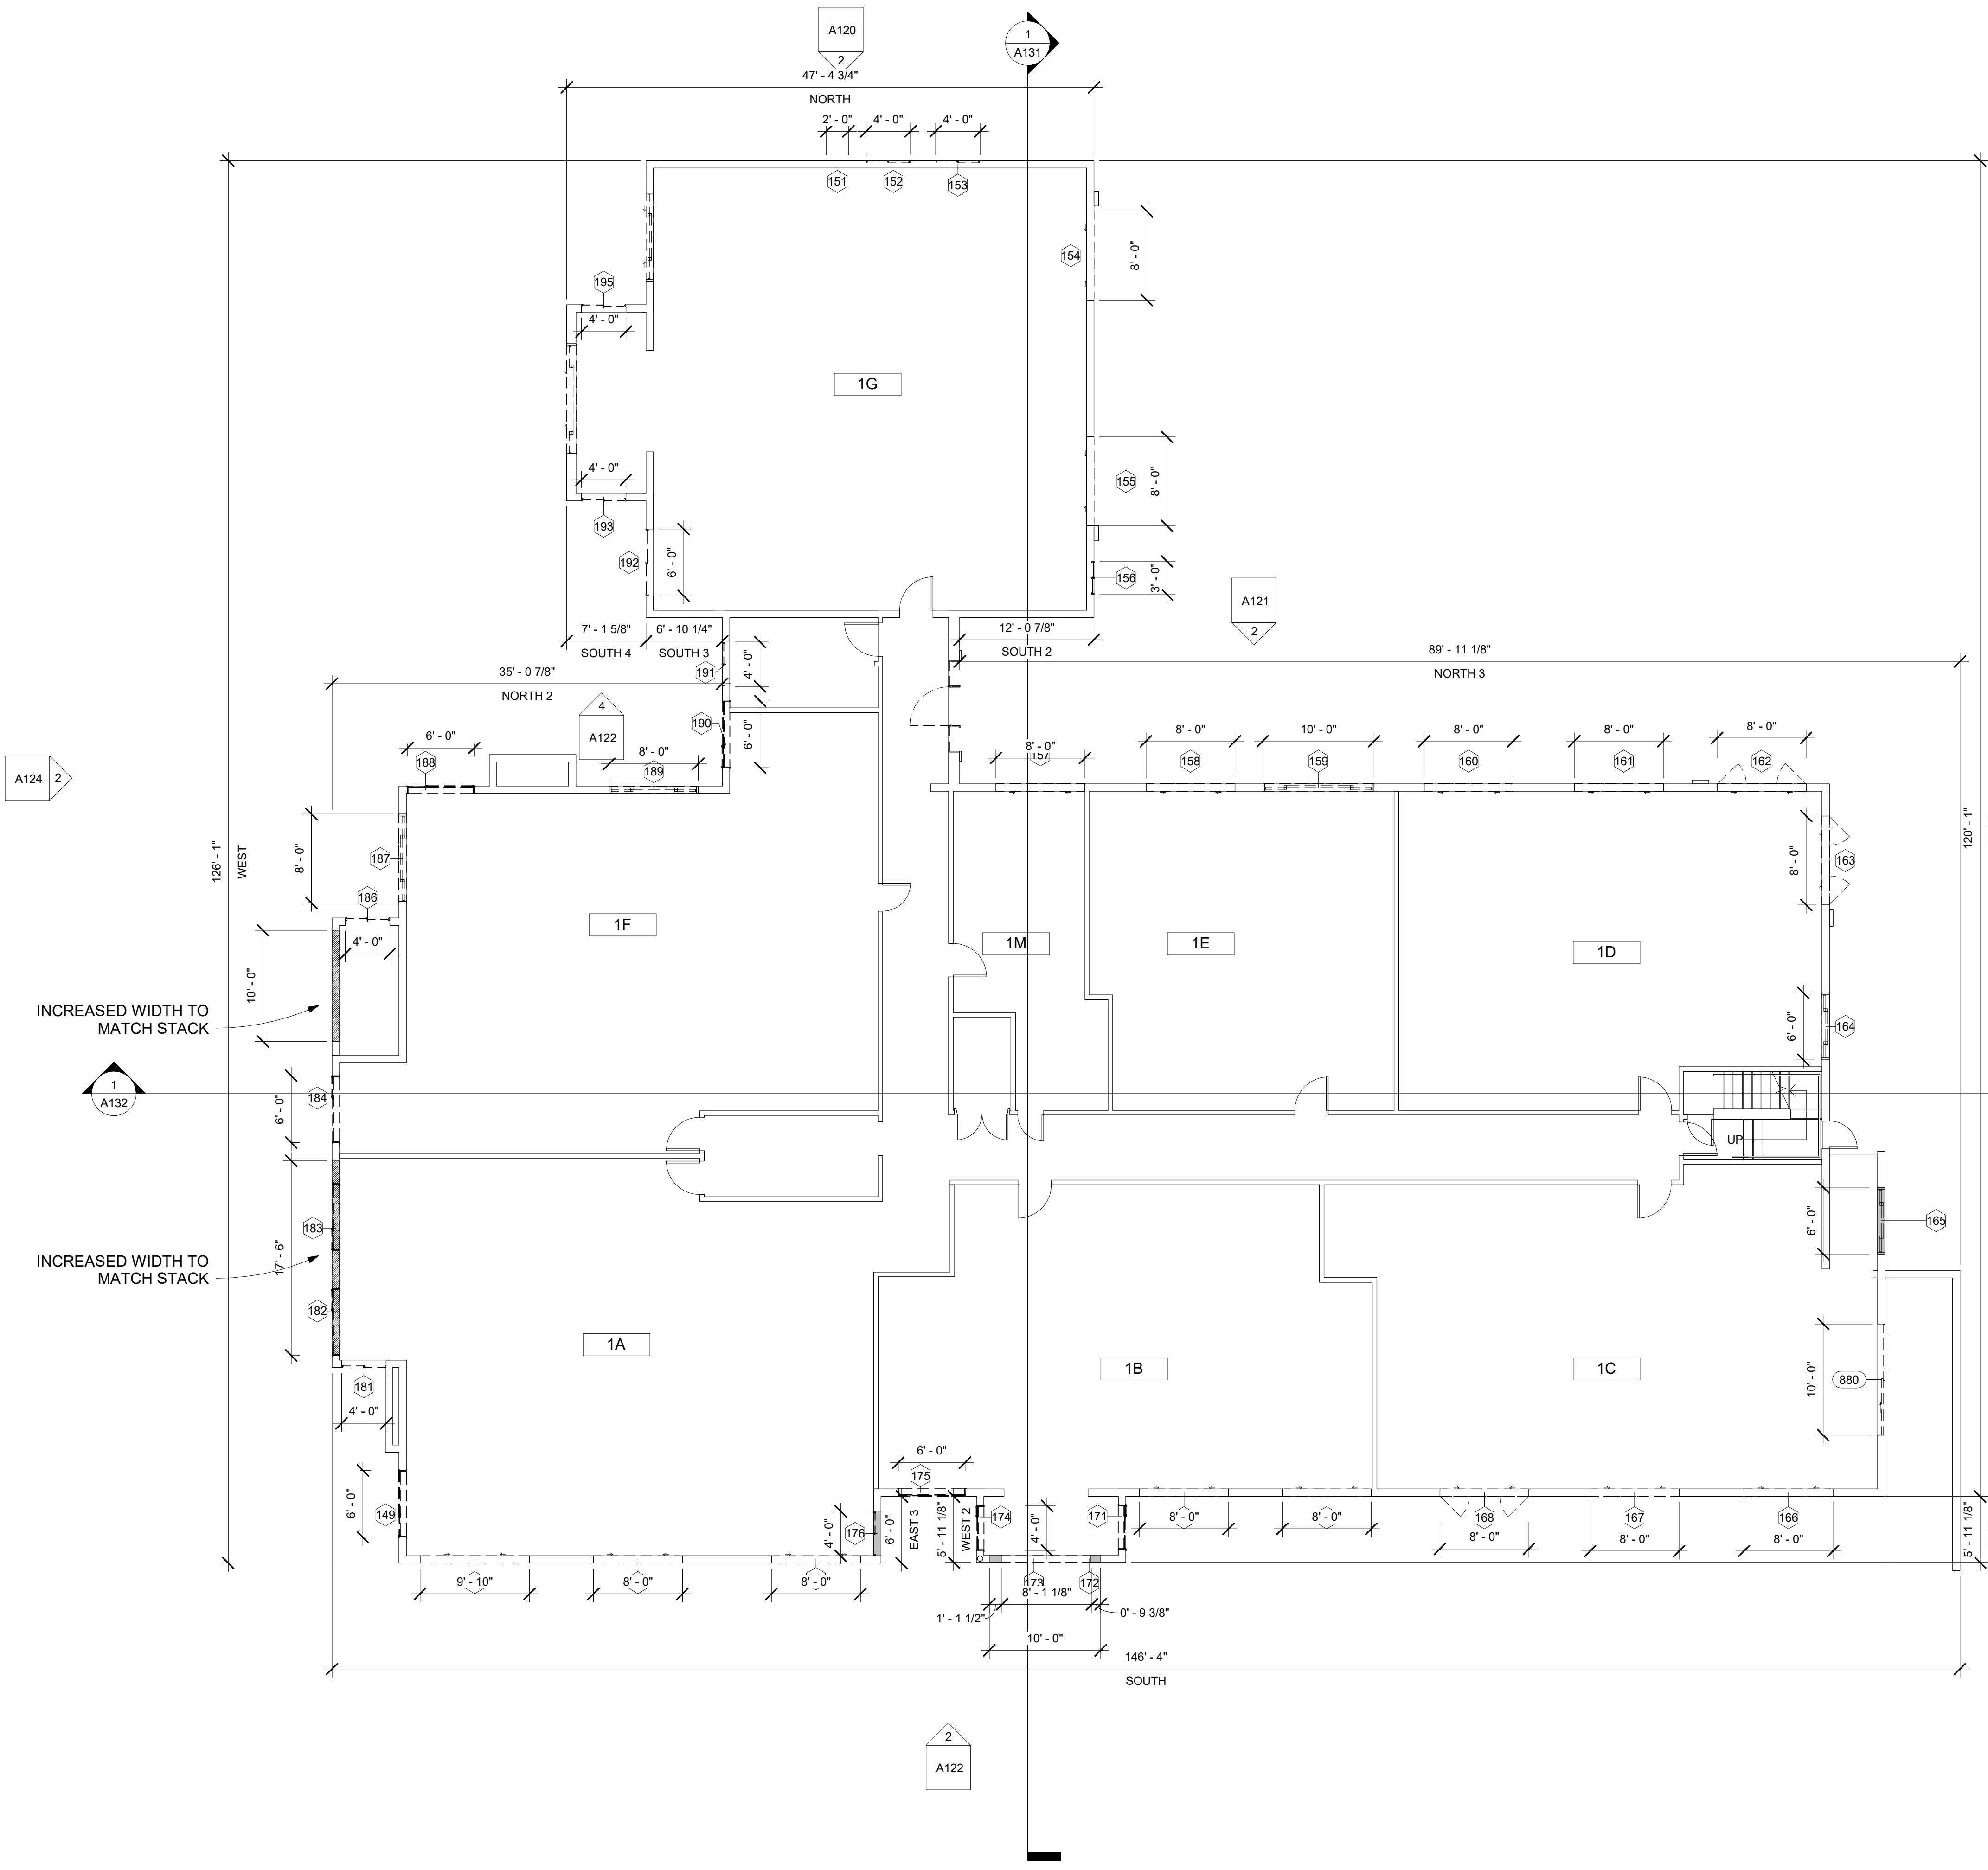 A120
2
1
A131
47' - 4 3/4"
NORTH
2' - 0"
4' - 0"
4' - 0"
151
152
153
154
8' - 0"
195
4' - 0"
1G
4' - 0"
193
155
8' - 0"
192
6' - 0"
156
3' - 0"
A121
2
7' - 1 5/8"
SOUTH 4
6' - 10 1/4"
SOUTH 3
12' - 0 7/8"
SOUTH 2
89' - 11 1/8"
NORTH 3
191
4' - 0"
35' - 0 7/8"
NORTH 2
4
A122
190
6' - 0"
6' - 0"
188
8' - 0"
189
8' - 0"
157
8' - 0"
158
10' - 0"
159
8' - 0"
160
8' - 0"
161
8' - 0"
162
A124
2
126' - 1"
WEST
120' - 1"
8' - 0"
187
186
4' - 0"
8' - 0"
163
1F
1M
1E
1D
10' - 0"
INCREASED WIDTH TO
MATCH STACK
6' - 0"
164
1
A132
6' - 0"
184
UP
183
17' - 6"
INCREASED WIDTH TO
MATCH STACK
182
6' - 0"
165
1A
1B
1C
10' - 0"
880
181
4' - 0"
6' - 0"
149
6' - 0"
175
4' - 0"
176
6' - 0"
EAST 3
5' - 11 1/8"
WEST 2
174
4' - 0"
171
8' - 0"
8' - 0"
168
8' - 0"
167
8' - 0"
166
8' - 0"
5' - 11 1/8"
9' - 10"
8' - 0"
8' - 0"
173
172
8' - 1 1/8"
1' - 1 1/2"
0' - 9 3/8"
10' - 0"
146' - 4"
SOUTH
2
A122